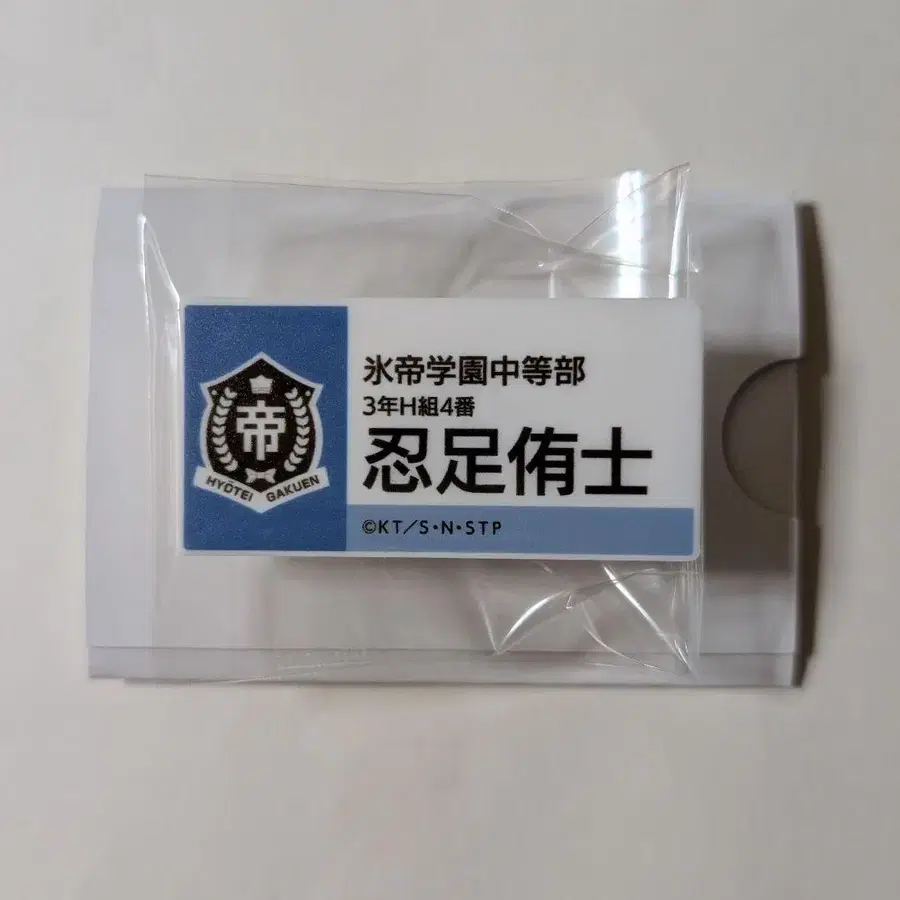 帝
HYŌTEI GAKUEN
氷帝学園中等部
3年H組4番
忍足侑士
©KT/S・N・STP